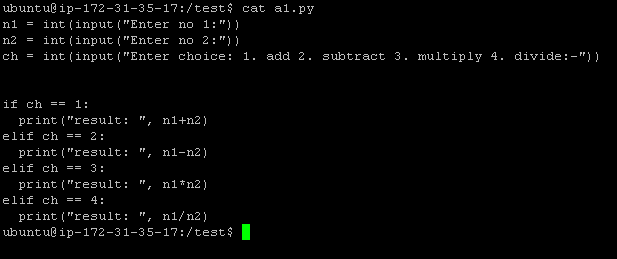 ubuntu@ip-172-31-35-17:/test$ cat a1.py
n1 = int(input("Enter no 1:"))
n2 = int(input("Enter no 2:"))
ch = int(input("Enter choice: 1. add 2. subtract 3. multiply 4. divide:-"))
if ch == 1:
  print("result: ", n1+n2)
elif ch == 2:
  print("result: ", n1-n2)
elif ch == 3:
  print("result: ", n1*n2)
elif ch == 4:
  print("result: ", n1/n2)
ubuntu@ip-172-31-35-17:/test$